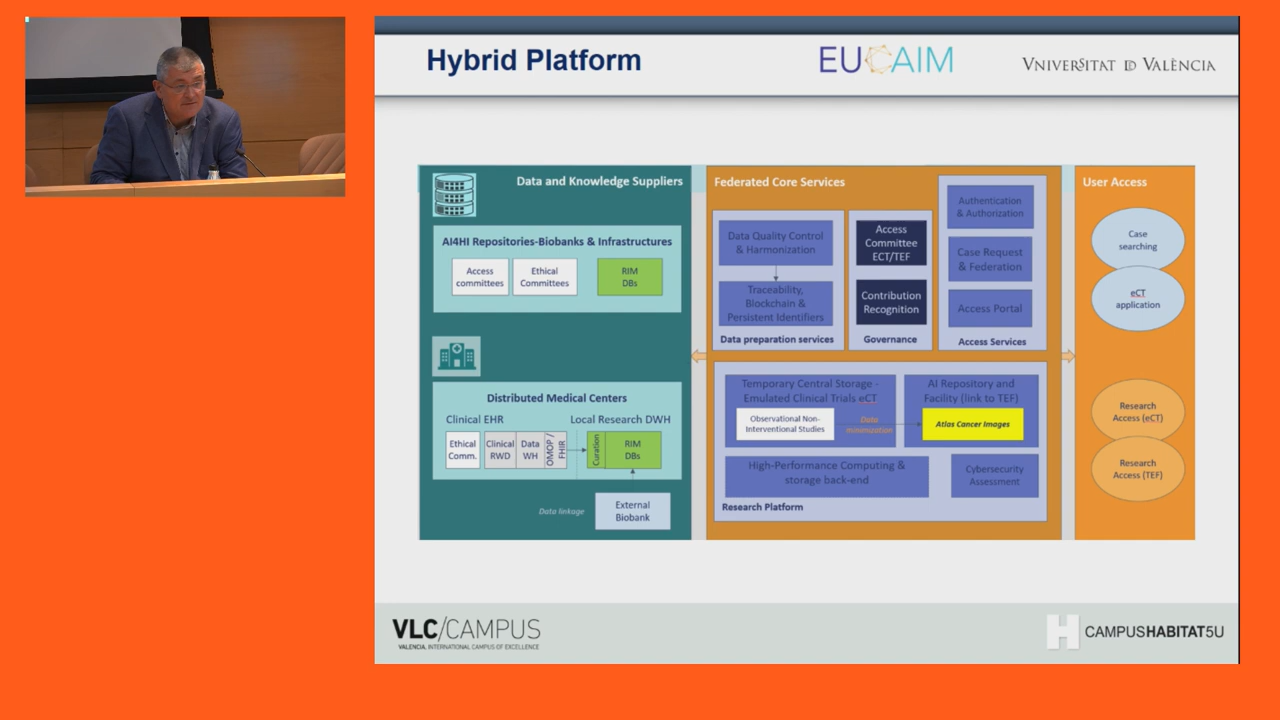 Hybrid Platform
EUCAIM
VNIVERSITAT ID VALÈNCIA
Data and Knowledge Suppliers
AI4HI Repositories-Biobanks & Infrastructures
Access
committees
Ethical
Committees
RIM
DBs
Distributed Medical Centers
Clinical EHR
Local Research DWH
Ethical
Comm.
Clinical
RWD
Data
WH
OMOP /
FHIR
Curation
RIM
DBs
Data linkage
External
Biobank
Federated Core Services
Data Quality Control
& Harmonization
Traceability,
Blockchain &
Persistent Identifiers
Data preparation services
Access
Committee
ECT/TEF
Contribution
Recognition
Governance
Authentication
& Authorization
Case Request
& Federation
Access Portal
Access Services
Temporary Central Storage -
Emulated Clinical Trials eCT
Observational Non-
Interventional Studies
Data
minimization
AI Repository and
Facility (link to TEF)
Atlas Cancer Images
High-Performance Computing &
storage back-end
Cybersecurity
Assessment
Research Platform
User Access
Case
searching
eCT
application
Research
Access (eCT)
Research
Access (TEF)
VLC/CAMPUS
VALENCIA, INTERNATIONAL CAMPUS OF EXCELLENCE
H CAMPUSHABITAT5U